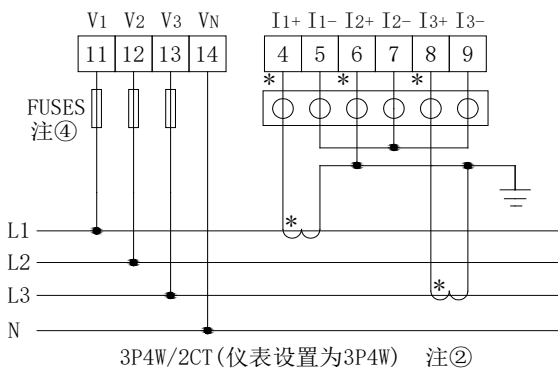 V1 V2 V3 VN I1+ I1- I2+ I2- I3+ I3-
11 12 13 14 4 5 6 7 8 9
* * *
FUSES
注④
*
L1
L2
*
L3
N
3P4W/2CT(仪表设置为3P4W) 注②